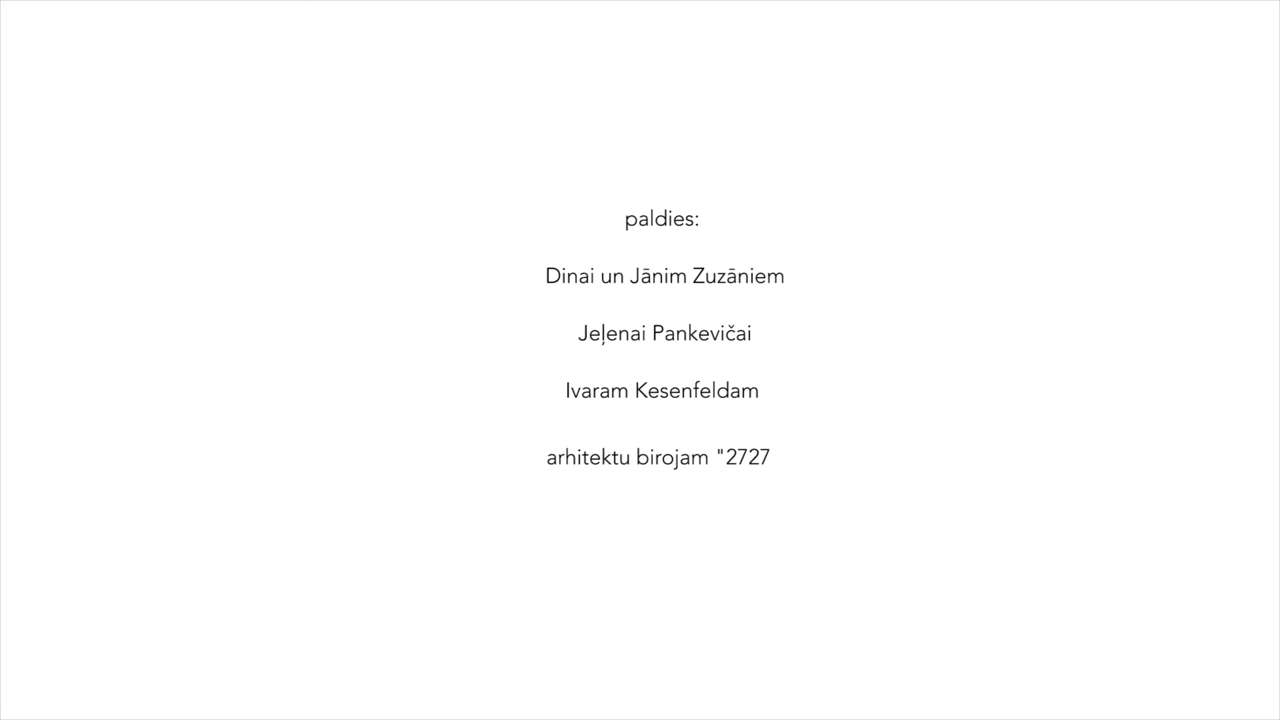 paldies:
Dinai un Jānim Zuzāniem
Jeļenai Pankevičai
Ivaram Kesenfeldam
arhitektu birojam "2727